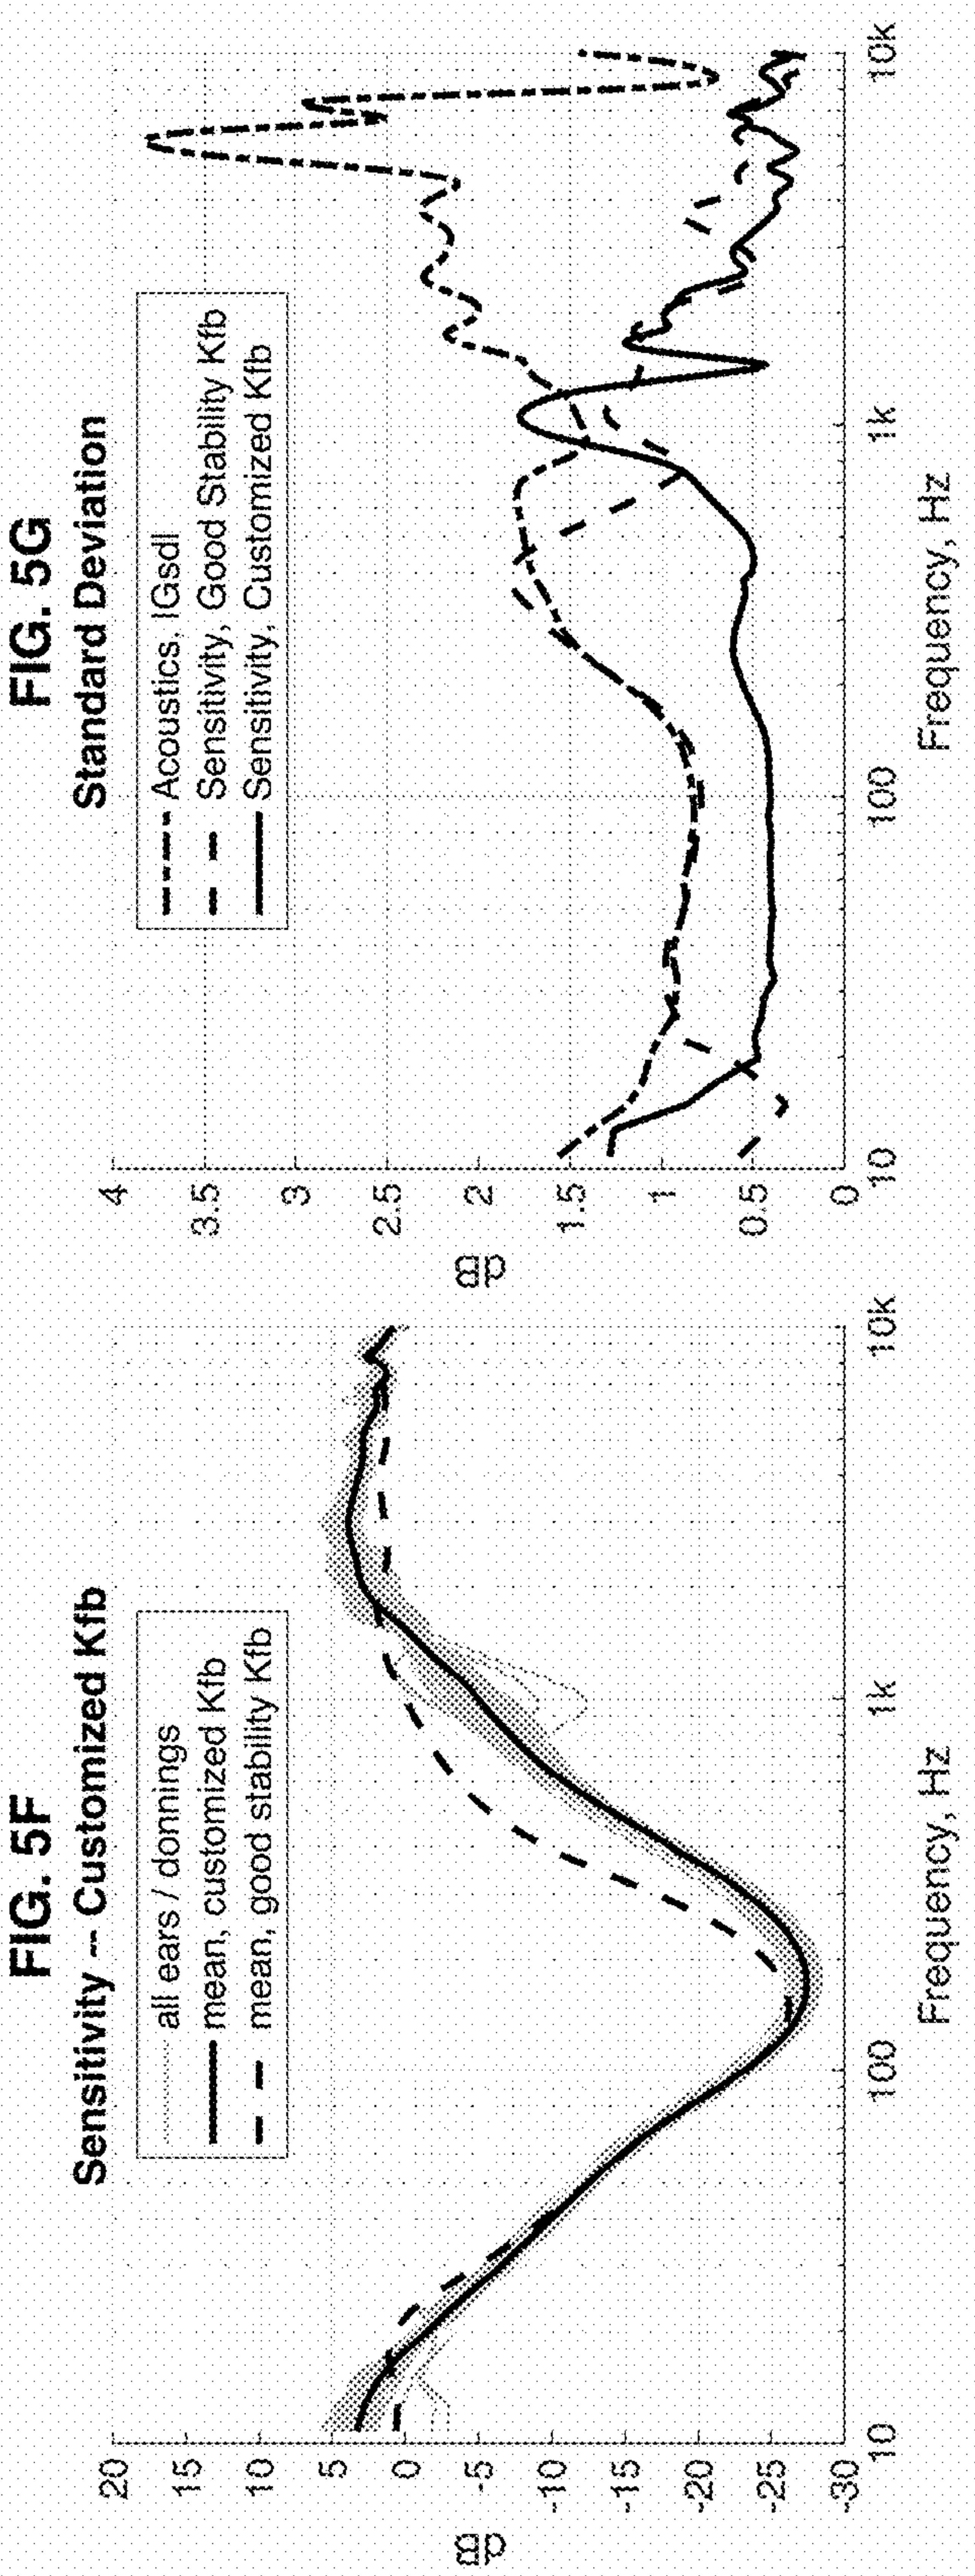 FIG. 5F
Sensitivity -- Customized Kfb
all ears / donnings
mean, customized Kfb
mean, good stability Kfb
dB
20
15
10
5
0
-5
-10
-15
-20
-25
-30
10
100
1k
10k
Frequency, Hz
FIG. 5G
Standard Deviation
Acoustics, |Gsd|
Sensitivity, Good Stability Kfb
Sensitivity, Customized Kfb
dB
4
3.5
3
2.5
2
1.5
1
0.5
0
10
100
1k
10k
Frequency, Hz